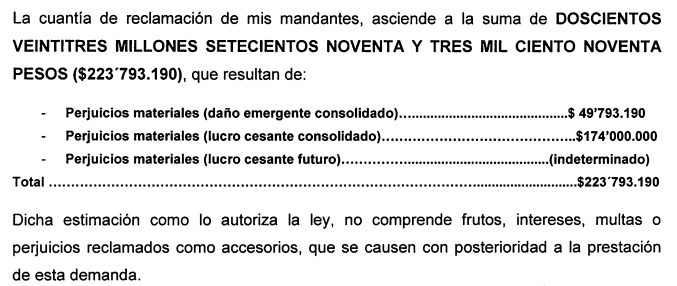 La cuantía de reclamación de mis mandantes, asciende a la suma de DOSCIENTOS
VEINTITRES MILLONES SETECIENTOS NOVENTA Y TRES MIL CIENTO NOVENTA
PESOS ($223´793.190), que resultan de:
- Perjuicios materiales (daño emergente consolidado)..................................................$ 49’793.190
- Perjuicios materiales (lucro cesante consolidado)........................................................$174’000.000
- Perjuicios materiales (lucro cesante futuro)...........................................................(indeterminado)
Total ..............................................................................................................................$223´793.190
Dicha estimación como lo autoriza la ley, no comprende frutos, intereses, multas o
perjuicios reclamados como accesorios, que se causen con posterioridad a la prestación
de esta demanda.